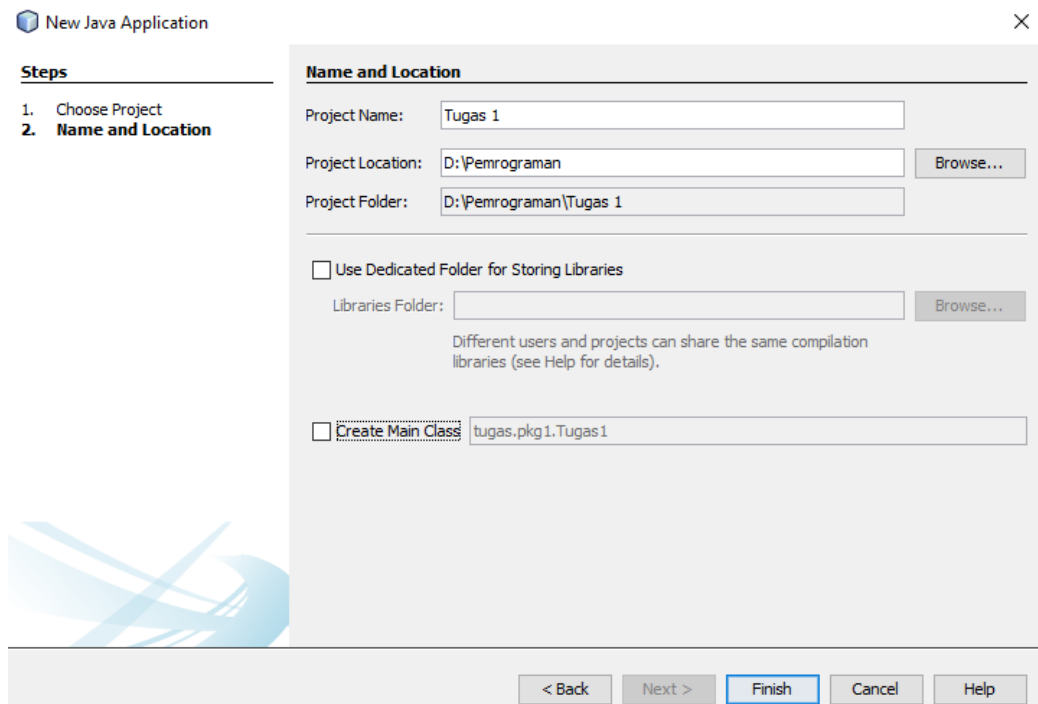 New Java Application
Steps
1. Choose Project
2. Name and Location
Name and Location
Project Name: Tugas 1
Project Location: D:\Pemrograman Browse...
Project Folder: D:\Pemrograman\Tugas 1
Use Dedicated Folder for Storing Libraries
Libraries Folder: Browse...
Different users and projects can share the same compilation
libraries (see Help for details).
Create Main Class tugas.pkg1.Tugas1
< Back Next > Finish Cancel Help